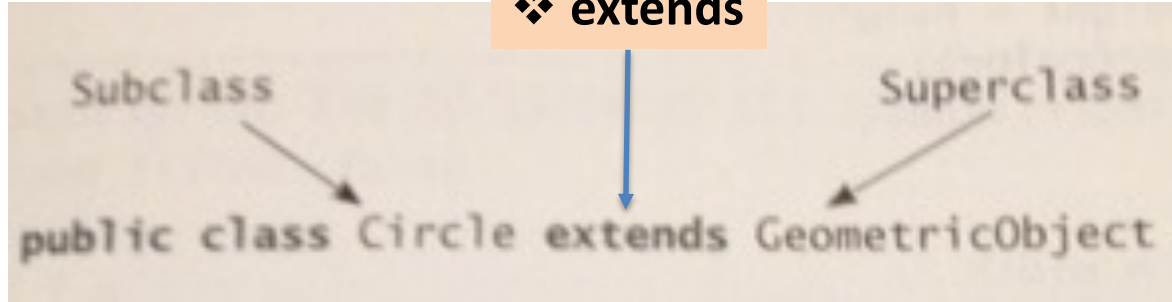 ❖ extends
Subclass Superclass
public class Circle extends GeometricObject